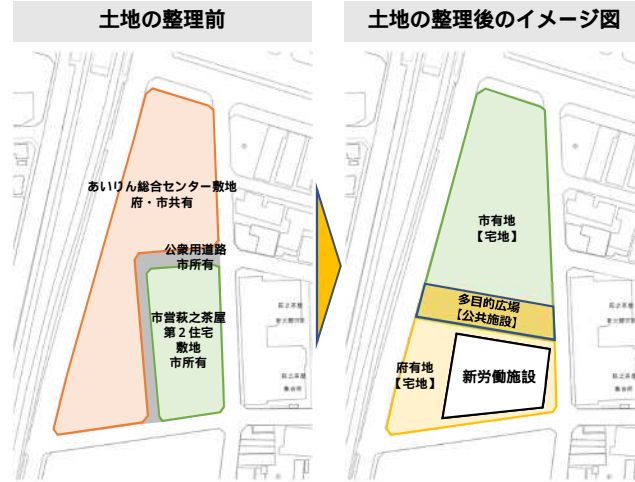 土地の整理前
土地の整理後のイメージ図
あいりん総合センター敷地
府・市共有
公衆用道路
市所有
市営萩之茶屋
第2住宅
敷地
市所有
市有地
【宅地】
多目的広場
【公共施設】
府有地
【宅地】
新労働施設